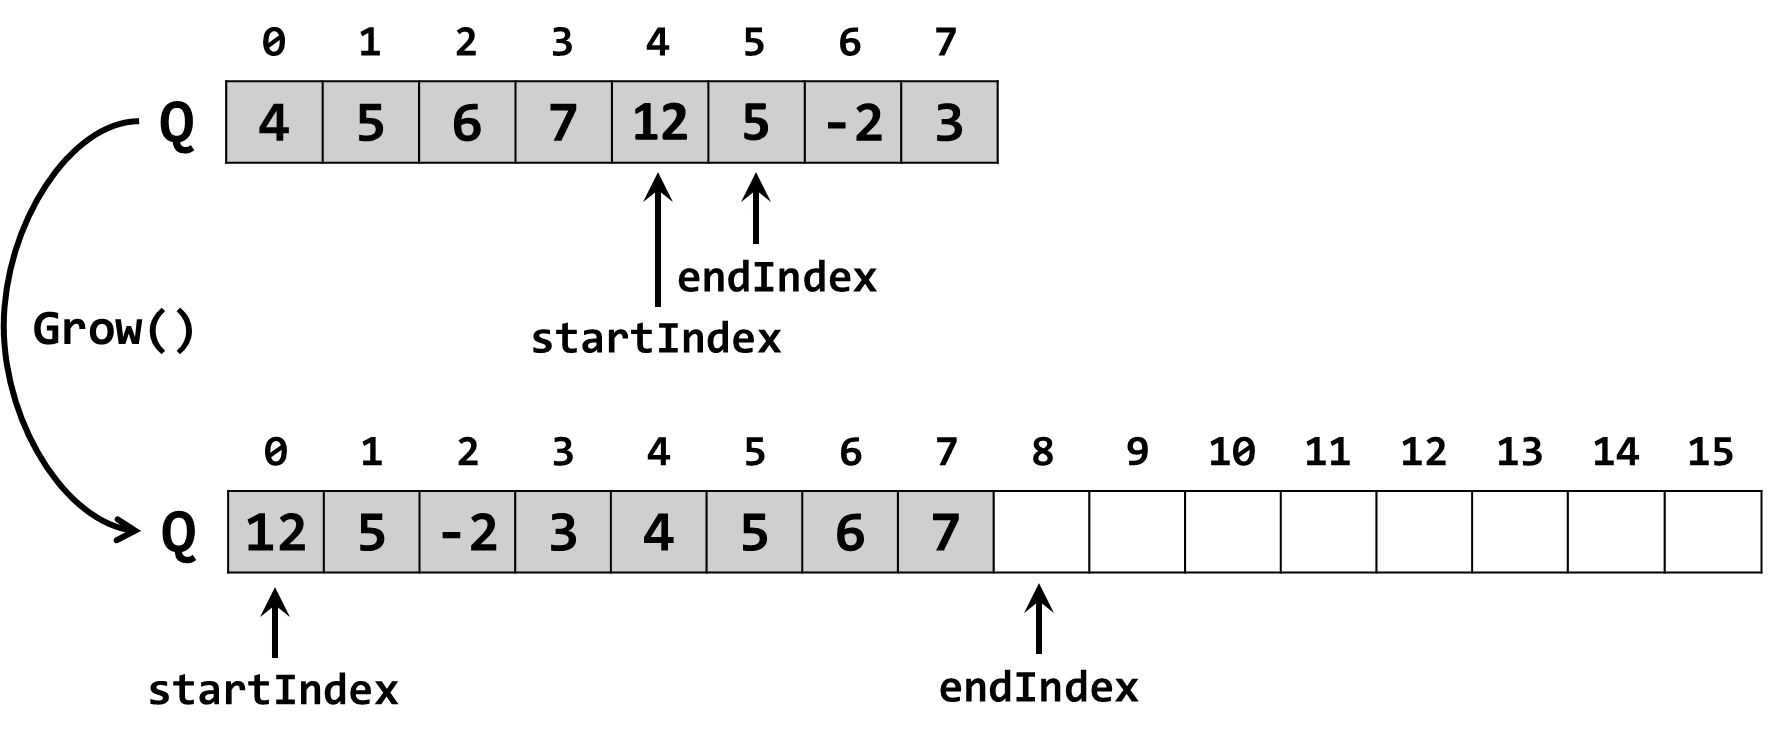 0 1 2 3 4 5 6 7
Q 4 5 6 7 12 5 -2 3
endIndex
startIndex
Grow()
0 1 2 3 4 5 6 7 8 9 10 11 12 13 14 15
Q 12 5 -2 3 4 5 6 7
startIndex endIndex